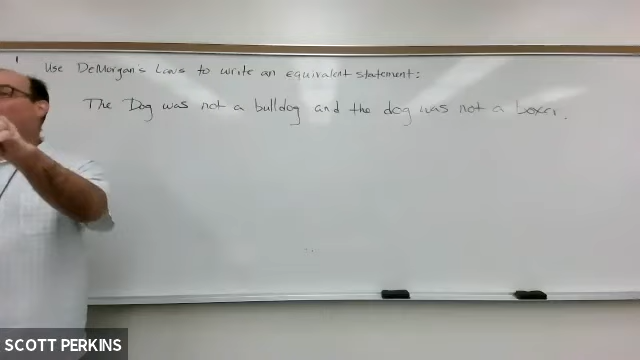 Use DeMorgan's Laws to write an equivalent statement:
The Dog was not a bulldog and the dog was not a boxer.
SCOTT PERKINS